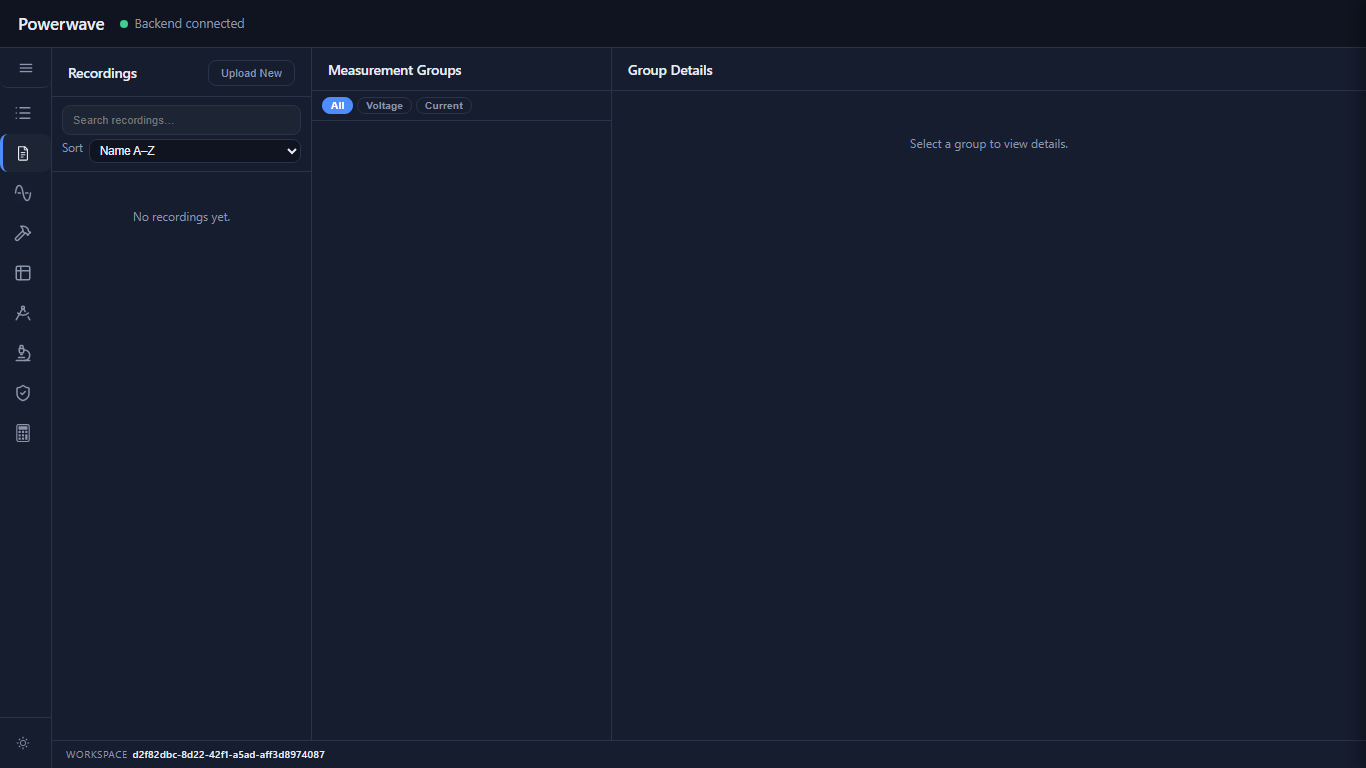 Powerwave
Backend connected
Recordings
Upload New
Search recordings...
Sort
Name A–Z
No recordings yet.
Measurement Groups
All
Voltage
Current
Group Details
Select a group to view details.
WORKSPACE d2f82dbc-8d22-42f1-a5ad-aff3d8974087